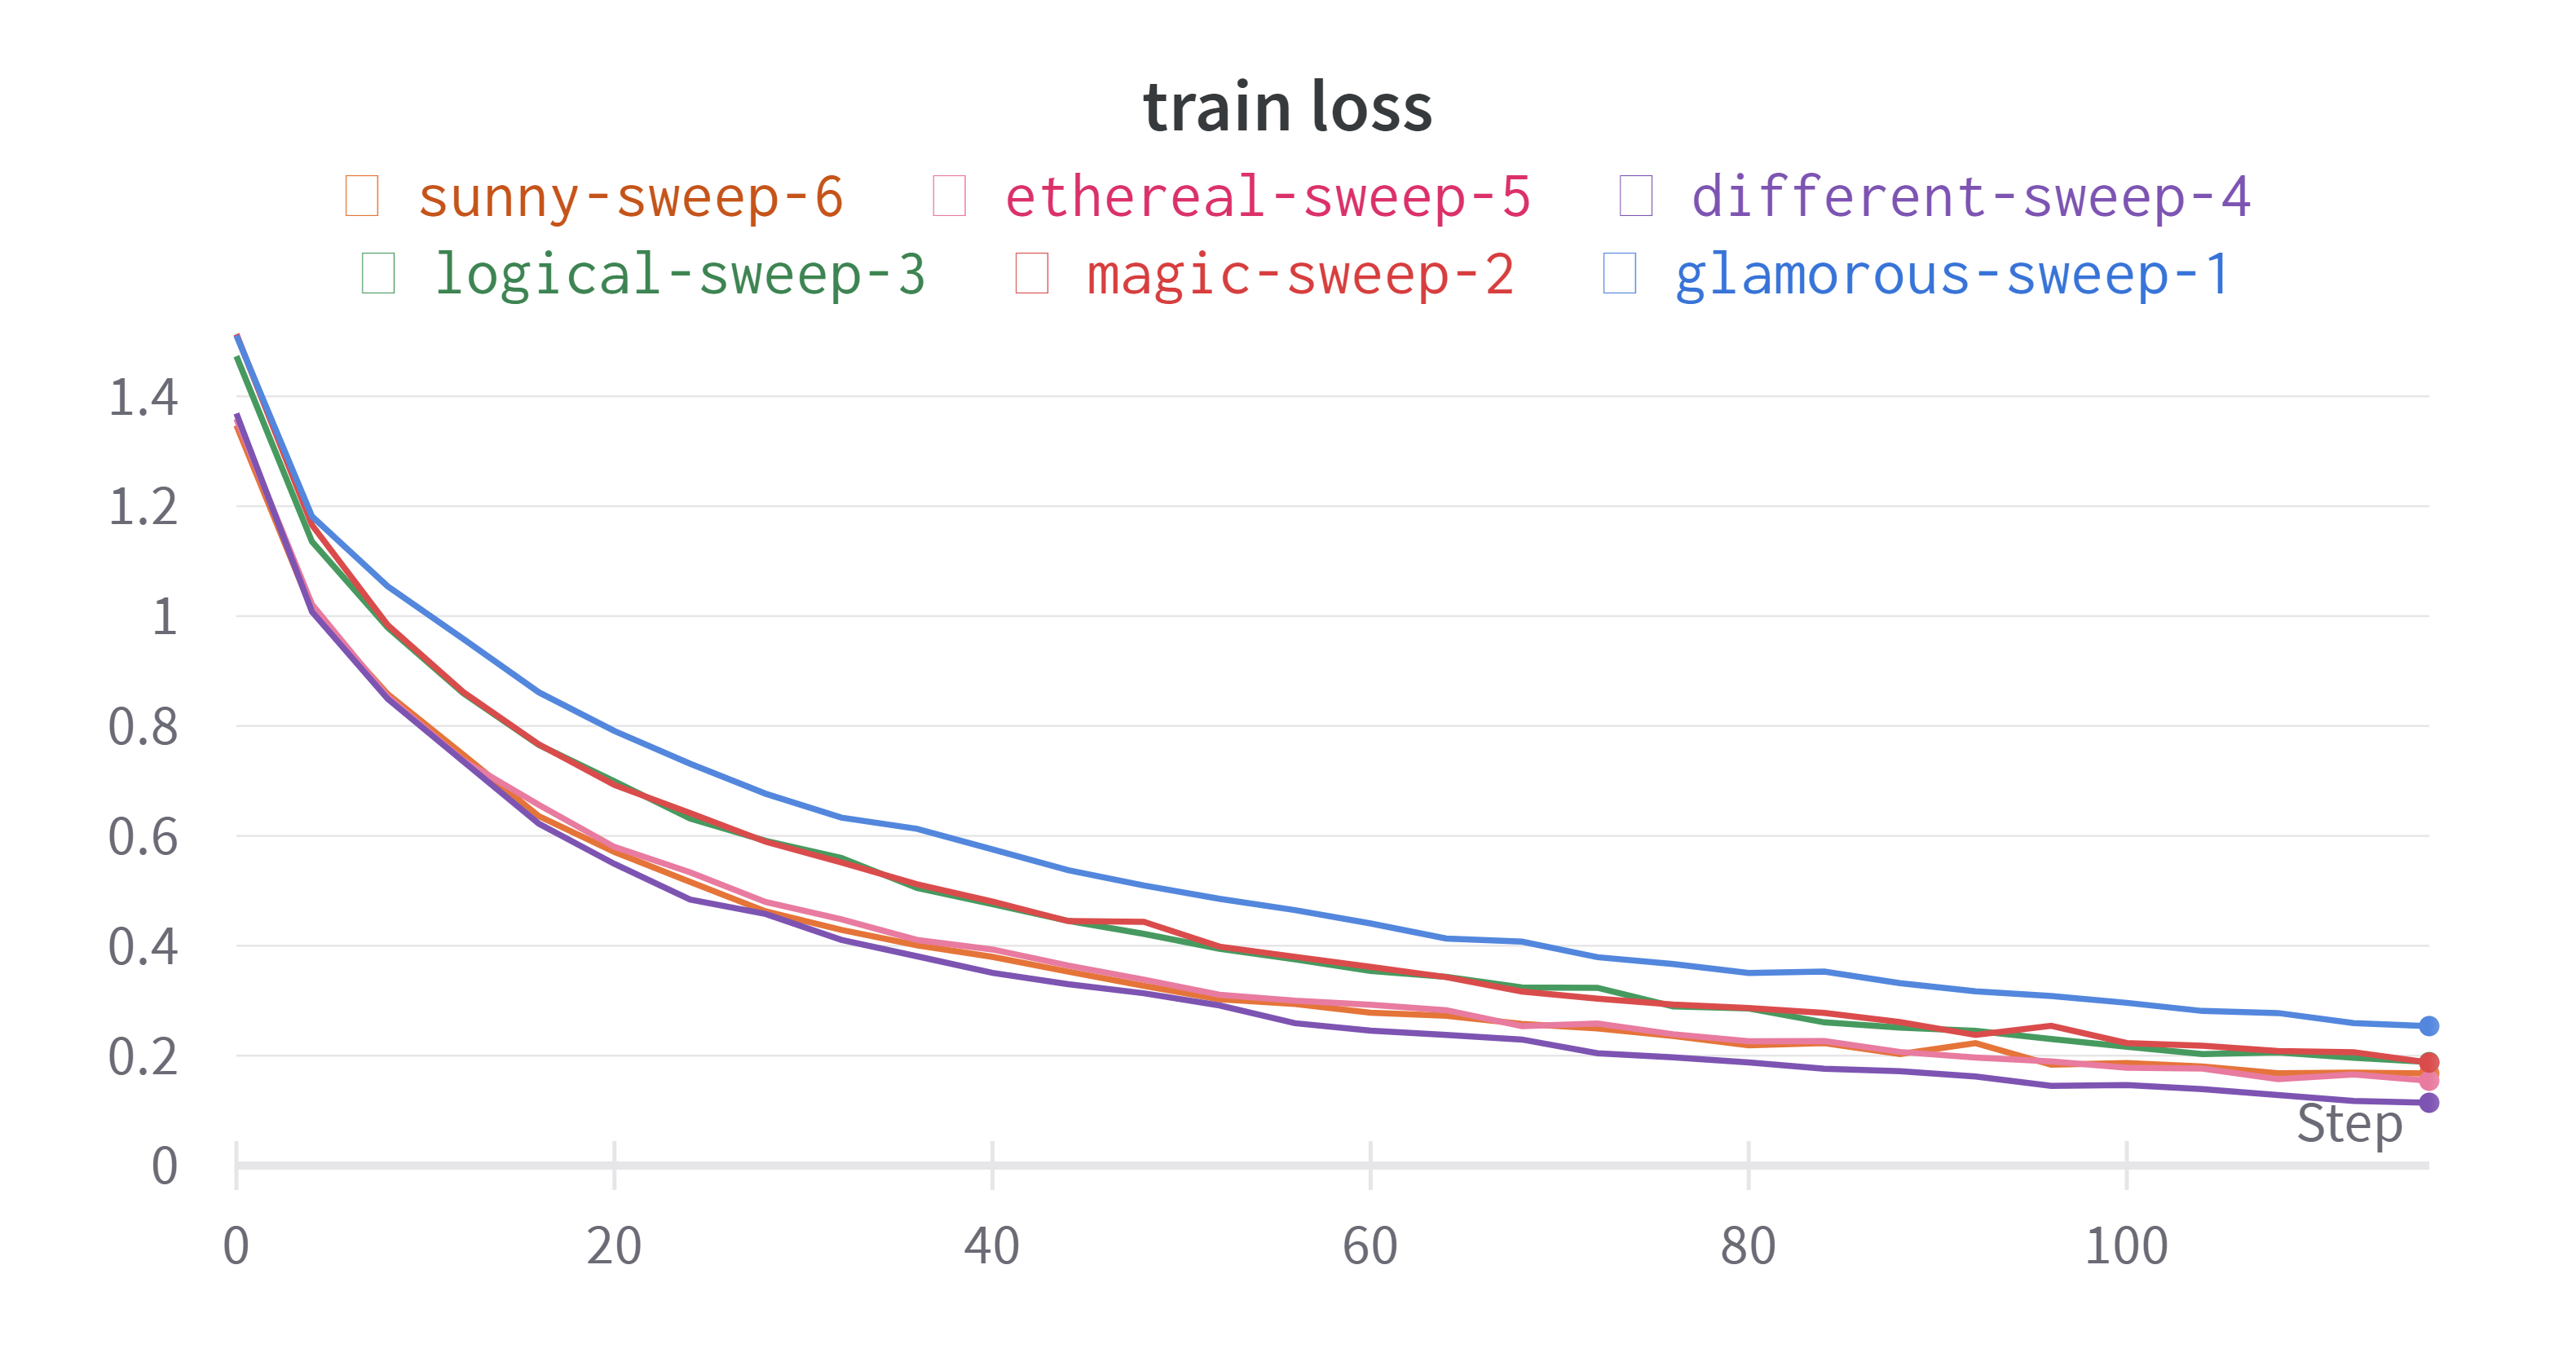 train loss
sunny-sweep-6 ethereal-sweep-5 different-sweep-4
logical-sweep-3 magic-sweep-2 glamorous-sweep-1
1.4
1.2
1
0.8
0.6
0.4
0.2
Step
0
0 20 40 60 80 100